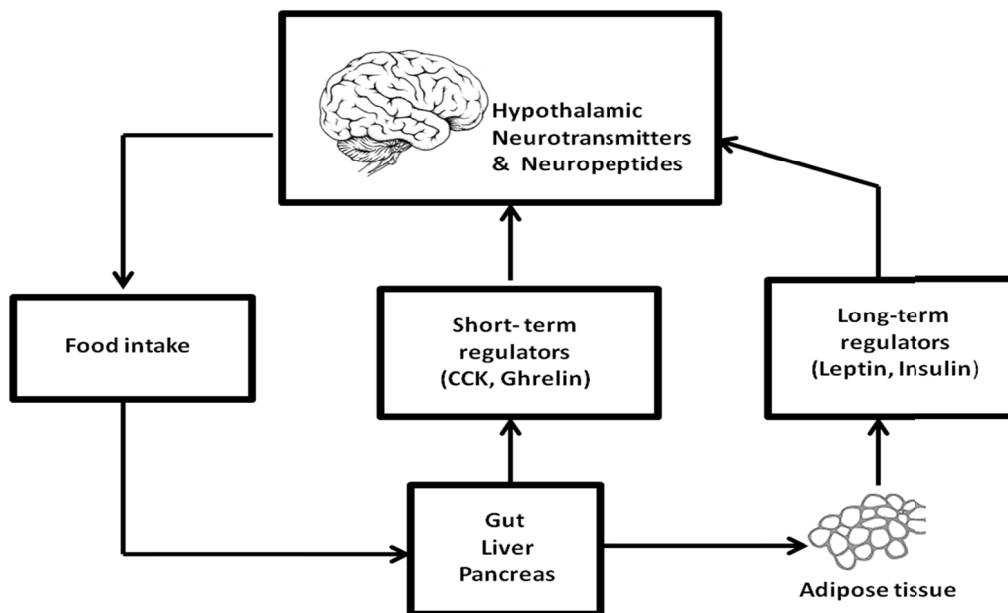 Hypothalamic
Neurotransmitters
& Neuropeptides
Food intake
Short- term
regulators
(CCK, Ghrelin)
Long-term
regulators
(Leptin, Insulin)
Gut
Liver
Pancreas
Adipose tissue